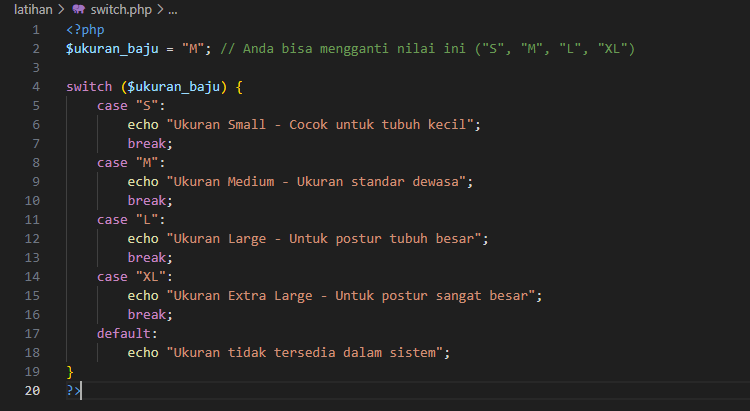 latihan > switch.php > ...
1 <?php
2 $ukuran_baju = "M"; // Anda bisa mengganti nilai ini ("S", "M", "L", "XL")
3
4 switch ($ukuran_baju) {
5     case "S":
6         echo "Ukuran Small - Cocok untuk tubuh kecil";
7         break;
8     case "M":
9         echo "Ukuran Medium - Ukuran standar dewasa";
10         break;
11     case "L":
12         echo "Ukuran Large - Untuk postur tubuh besar";
13         break;
14     case "XL":
15         echo "Ukuran Extra Large - Untuk postur sangat besar";
16         break;
17     default:
18         echo "Ukuran tidak tersedia dalam sistem";
19 }
20 ?>